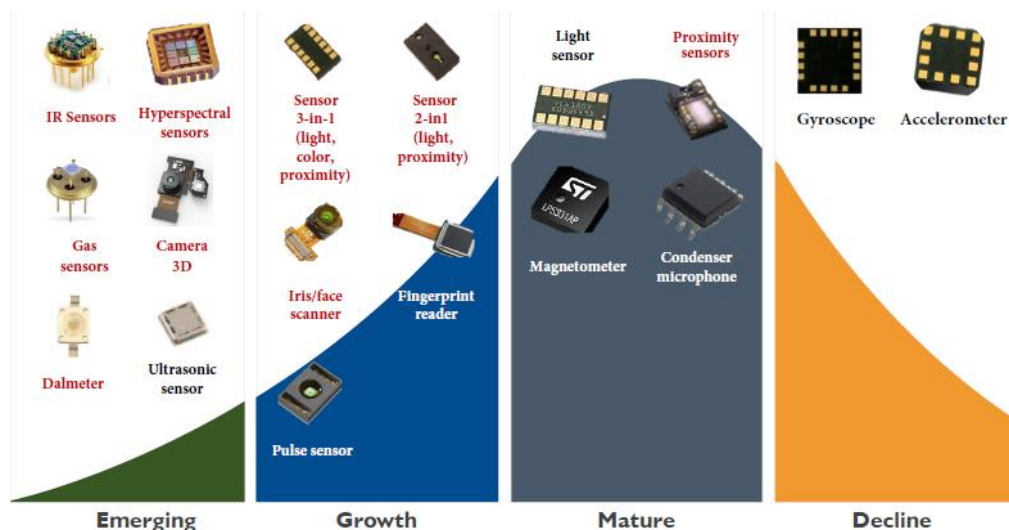 IR Sensors
Hyperspectral
sensors
Gas
sensors
Camera
3D
Dalmeter
Ultrasonic
sensor
Emerging
Sensor
3-in-1
(light,
color,
proximity)
Sensor
2-in1
(light,
proximity)
Iris/face
scanner
Fingerprint
reader
Pulse sensor
Growth
Light
sensor
Proximity
sensors
LPS331AP
Magnetometer
Condenser
microphone
Mature
Gyroscope
Accelerometer
Decline